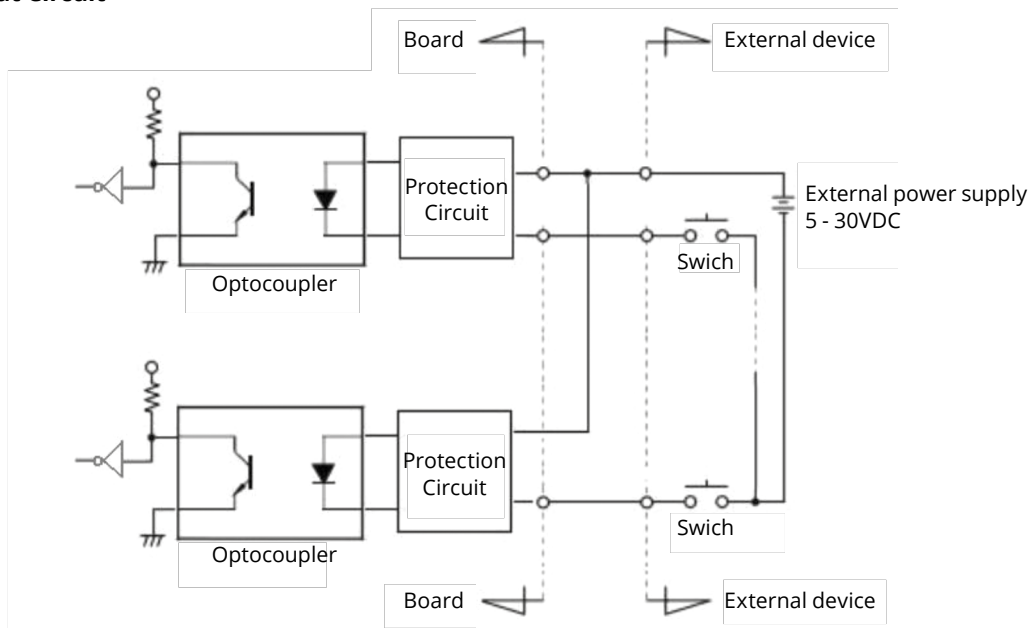 Board
External device
Protection
Circuit
External power supply
5 - 30VDC
Swich
Optocoupler
Protection
Circuit
Swich
Optocoupler
Board
External device